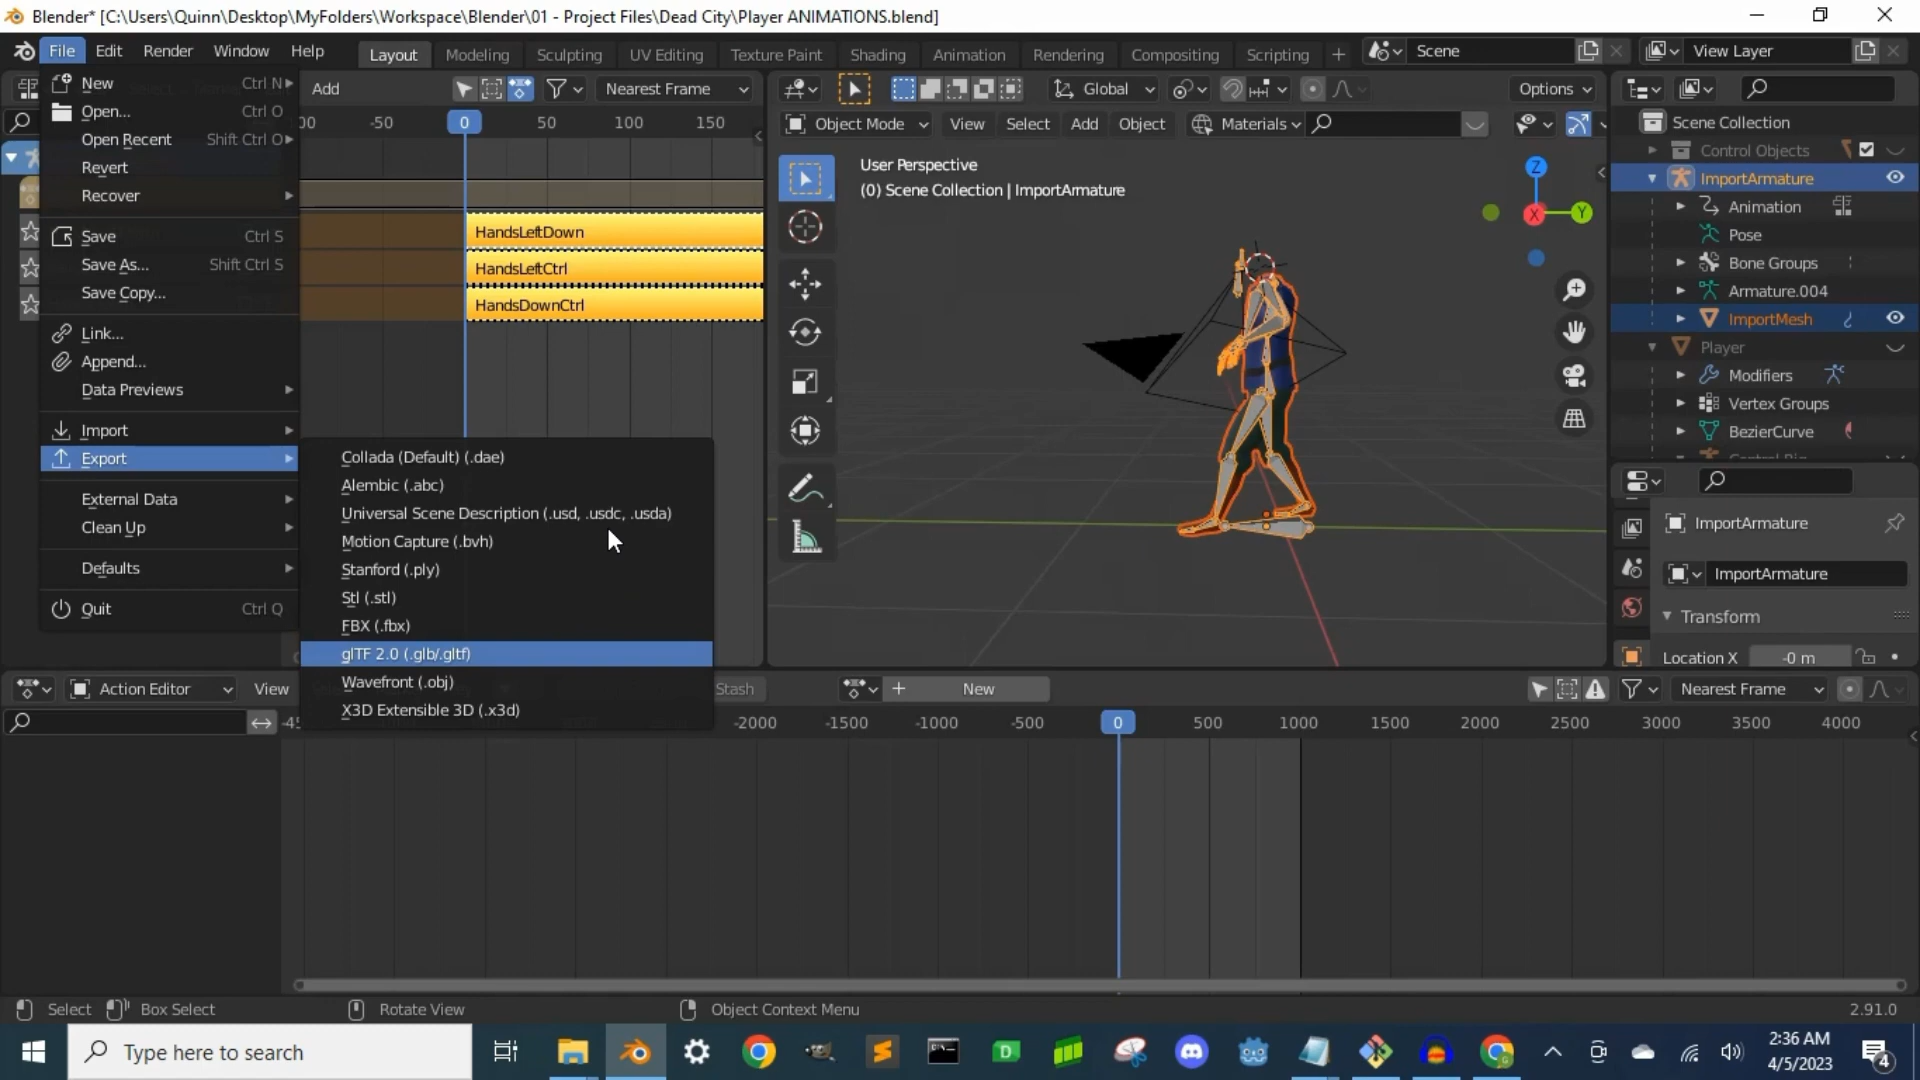 Blender* [C:\Users\Quinn\Desktop\MyFolders\Workspace\Blender\01 - Project Files\Dead City\Player ANIMATIONS.blend]
File Edit Render Window Help Layout Modeling Sculpting UV Editing Texture Paint Shading Animation Rendering Compositing Scripting + Scene View Layer
Add Nearest Frame Global Options
-50 0 50 100 150
Object Mode View Select Add Object Materials
New Ctrl N
Open... Ctrl O
Open Recent Shift Ctrl O
Revert
Recover
Save Ctrl S
Save As... Shift Ctrl S
Save Copy...
Link...
Append...
Data Previews
Import
Export
External Data
Clean Up
Defaults
Quit Ctrl Q
HandsLeftDown
HandsLeftCtrl
HandsDownCtrl
Collada (Default) (.dae)
Alembic (.abc)
Universal Scene Description (.usd, .usdc, .usda)
Motion Capture (.bvh)
Stanford (.ply)
Stl (.stl)
FBX (.fbx)
glTF 2.0 (.glb/.gltf)
Wavefront (.obj)
X3D Extensible 3D (.x3d)
User Perspective
(0) Scene Collection | ImportArmature
Z
X
Y
Scene Collection
Control Objects
ImportArmature
Animation
Pose
Bone Groups
Armature.004
ImportMesh
Player
Modifiers
Vertex Groups
BezierCurve
ImportArmature
ImportArmature
Transform
Location X -0 m
Action Editor View Stash + New Nearest Frame
-2000 -1500 -1000 -500 0 500 1000 1500 2000 2500 3000 3500 4000
Select Box Select Rotate View Object Context Menu 2.91.0
Type here to search
2:36 AM
4/5/2023
4